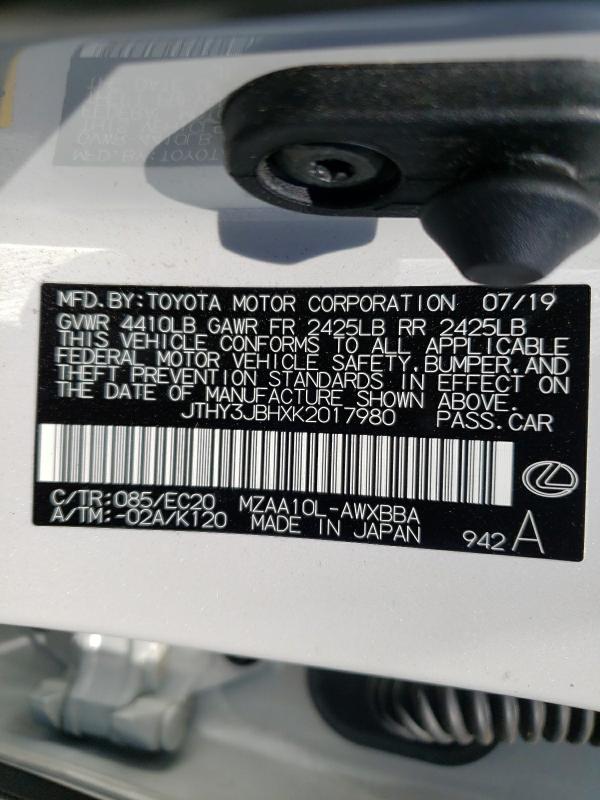 MFD.BY:TOYOTA MOTOR CORPORATION 07/19
GVWR 4410LB GAWR FR 2425LB RR 2425LB
THIS VEHICLE CONFORMS TO ALL APPLICABLE
FEDERAL MOTOR VEHICLE SAFETY,BUMPER,AND
THEFT PREVENTION STANDARDS IN EFFECT ON
THE DATE OF MANUFACTURE SHOWN ABOVE.
JTHY3JBHXK2017980 PASS.CAR
C/TR:085/EC20 MZAA10L-AWXBBA
A/TM:-02A/K120 MADE IN JAPAN
942A